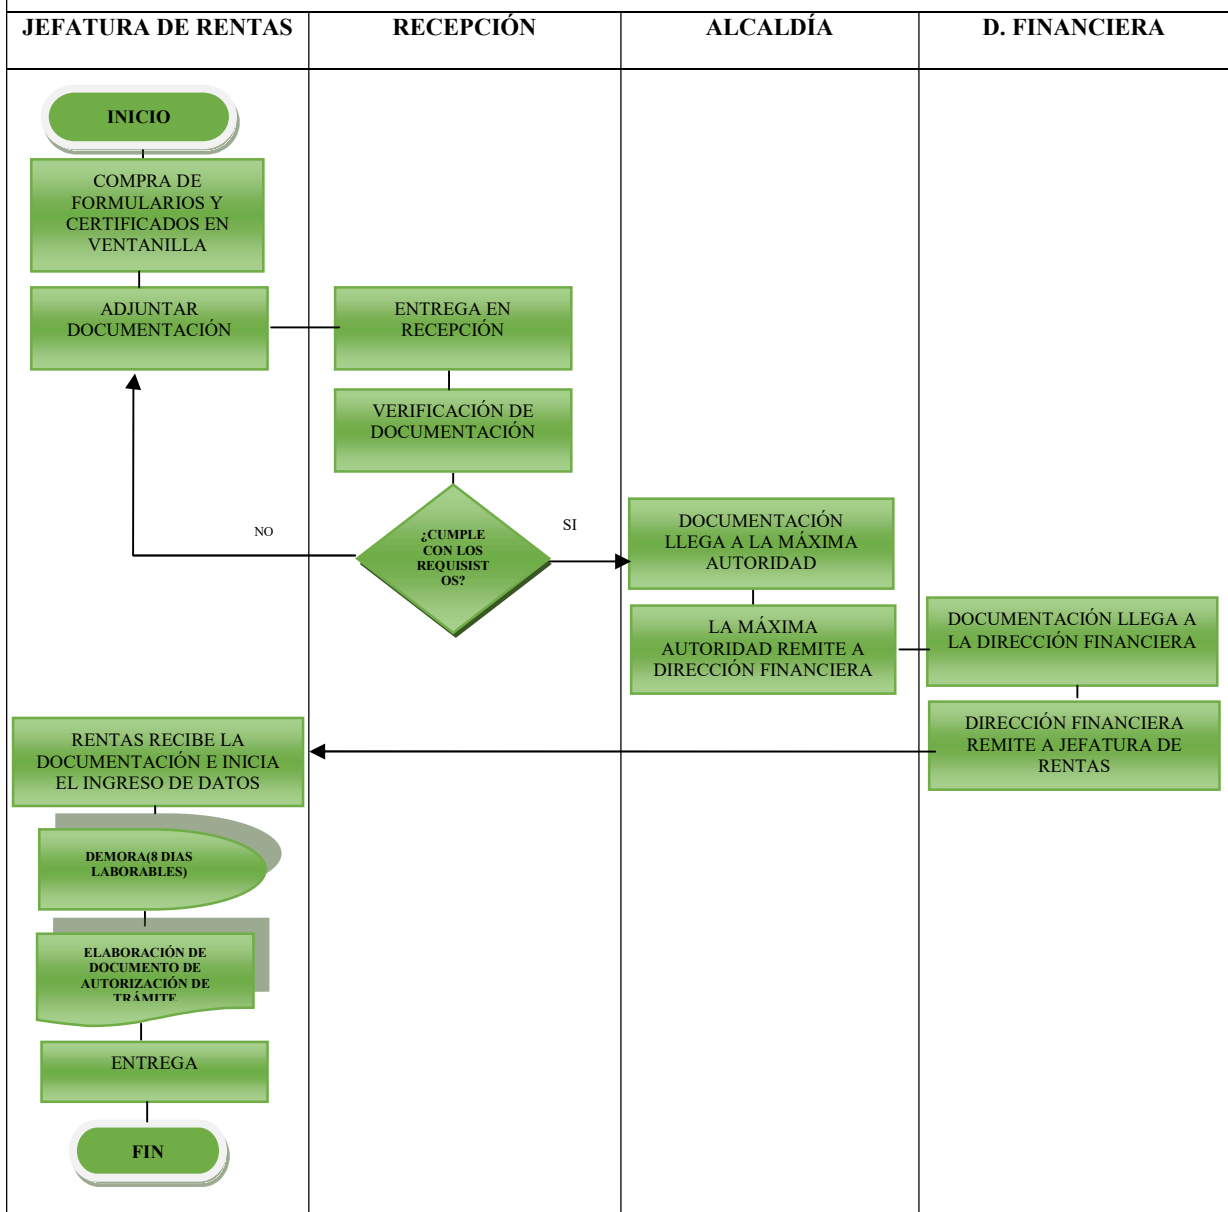 JEFATURA DE RENTAS
RECEPCIÓN
ALCALDÍA
D. FINANCIERA
INICIO
COMPRA DE
FORMULARIOS Y
CERTIFICADOS EN
VENTANILLA
ADJUNTAR
DOCUMENTACIÓN
ENTREGA EN
RECEPCIÓN
VERIFICACIÓN DE
DOCUMENTACIÓN
¿CUMPLE
CON LOS
REQUISIST
OS?
NO
SI
DOCUMENTACIÓN
LLEGA A LA MÁXIMA
AUTORIDAD
LA MÁXIMA
AUTORIDAD REMITE A
DIRECCIÓN FINANCIERA
DOCUMENTACIÓN LLEGA A
LA DIRECCIÓN FINANCIERA
DIRECCIÓN FINANCIERA
REMITE A JEFATURA DE
RENTAS
RENTAS RECIBE LA
DOCUMENTACIÓN E INICIA
EL INGRESO DE DATOS
DEMORA(8 DIAS
LABORABLES)
ELABORACIÓN DE
DOCUMENTO DE
AUTORIZACIÓN DE
TRÁMITE
ENTREGA
FIN